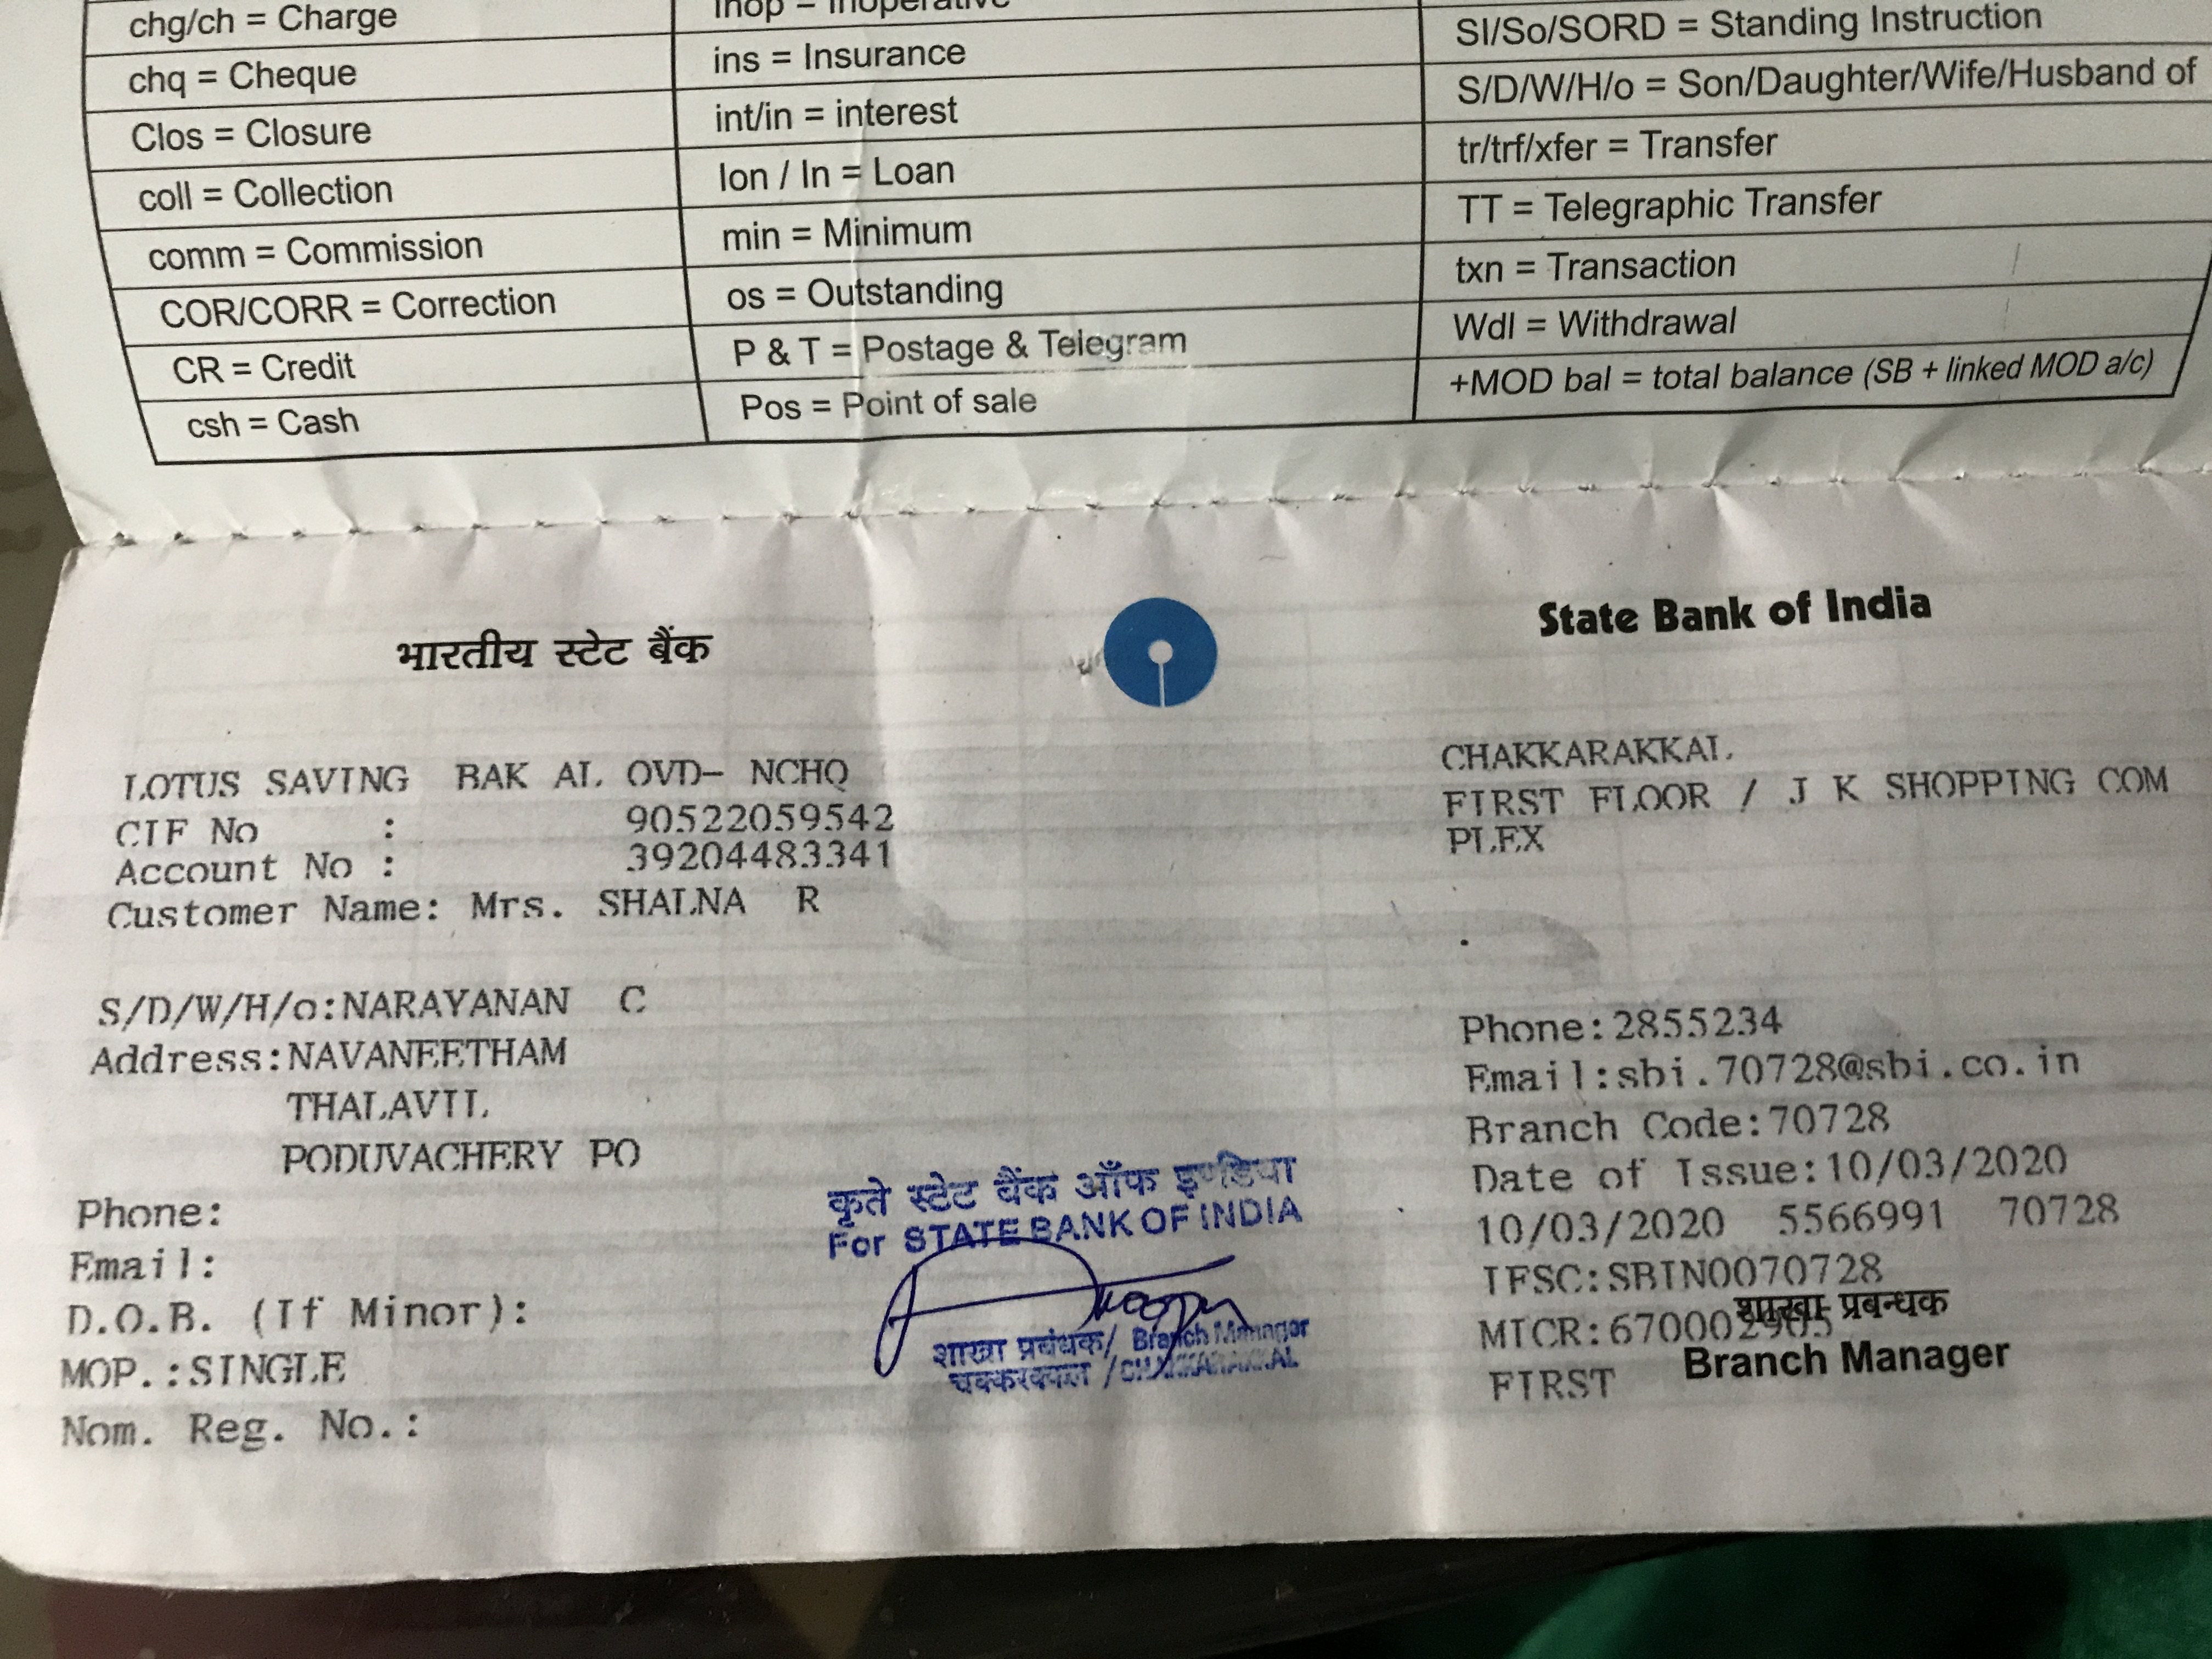 chg/ch = Charge
chq = Cheque
Clos = Closure
coll = Collection
comm = Commission
COR/CORR = Correction
CR = Credit
csh = Cash
ins = Insurance
int/in = interest
lon / ln = Loan
min = Minimum
os = Outstanding
P & T = Postage & Telegram
Pos = Point of sale
SI/So/SORD = Standing Instruction
S/D/W/H/o = Son/Daughter/Wife/Husband of
tr/trf/xfer = Transfer
TT = Telegraphic Transfer
txn = Transaction
Wdl = Withdrawal
+MOD bal = total balance (SB + linked MOD a/c)
भारतीय स्टेट बैंक
State Bank of India
LOTUS SAVING BAK AL OVD- NCHQ
CIF No : 90522059542
Account No : 39204483341
Customer Name: Mrs. SHALNA R
S/D/W/H/o:NARAYANAN C
Address:NAVANEETHAM
THALAVIL
PODUVACHERY PO
Phone:
Email:
D.O.B. (If Minor):
MOP.:SINGLE
Nom. Reg. No.:
कृते स्टेट बैंक ऑफ इण्डिया
For STATE BANK OF INDIA
शाखा प्रबंधक/ Branch Manager
CHAKKARAKKAL
FIRST FLOOR / J K SHOPPING COM
PLEX
Phone:2855234
Email:sbi.70728@sbi.co.in
Branch Code:70728
Date of Issue:10/03/2020
10/03/2020 5566991 70728
IFSC:SBIN0070728
MICR:670002905
FIRST
शाखा प्रबन्धक
Branch Manager